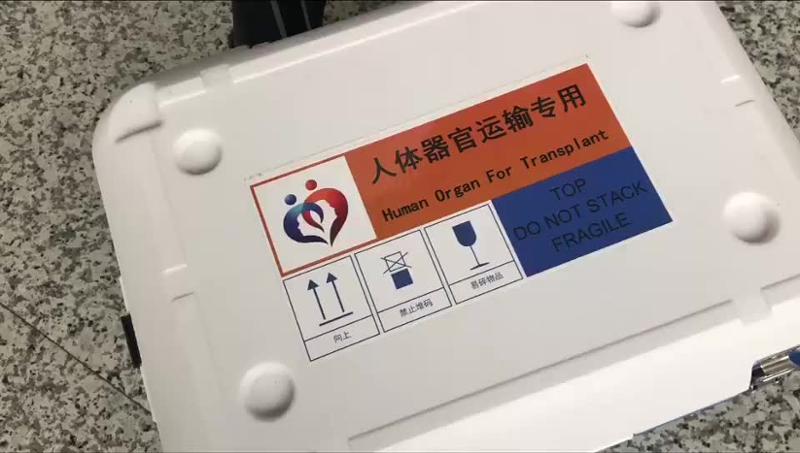 人体器官运输专用
Human Organ For Transplant
TOP
DO NOT STACK
FRAGILE
向上
禁止堆码
易碎物品